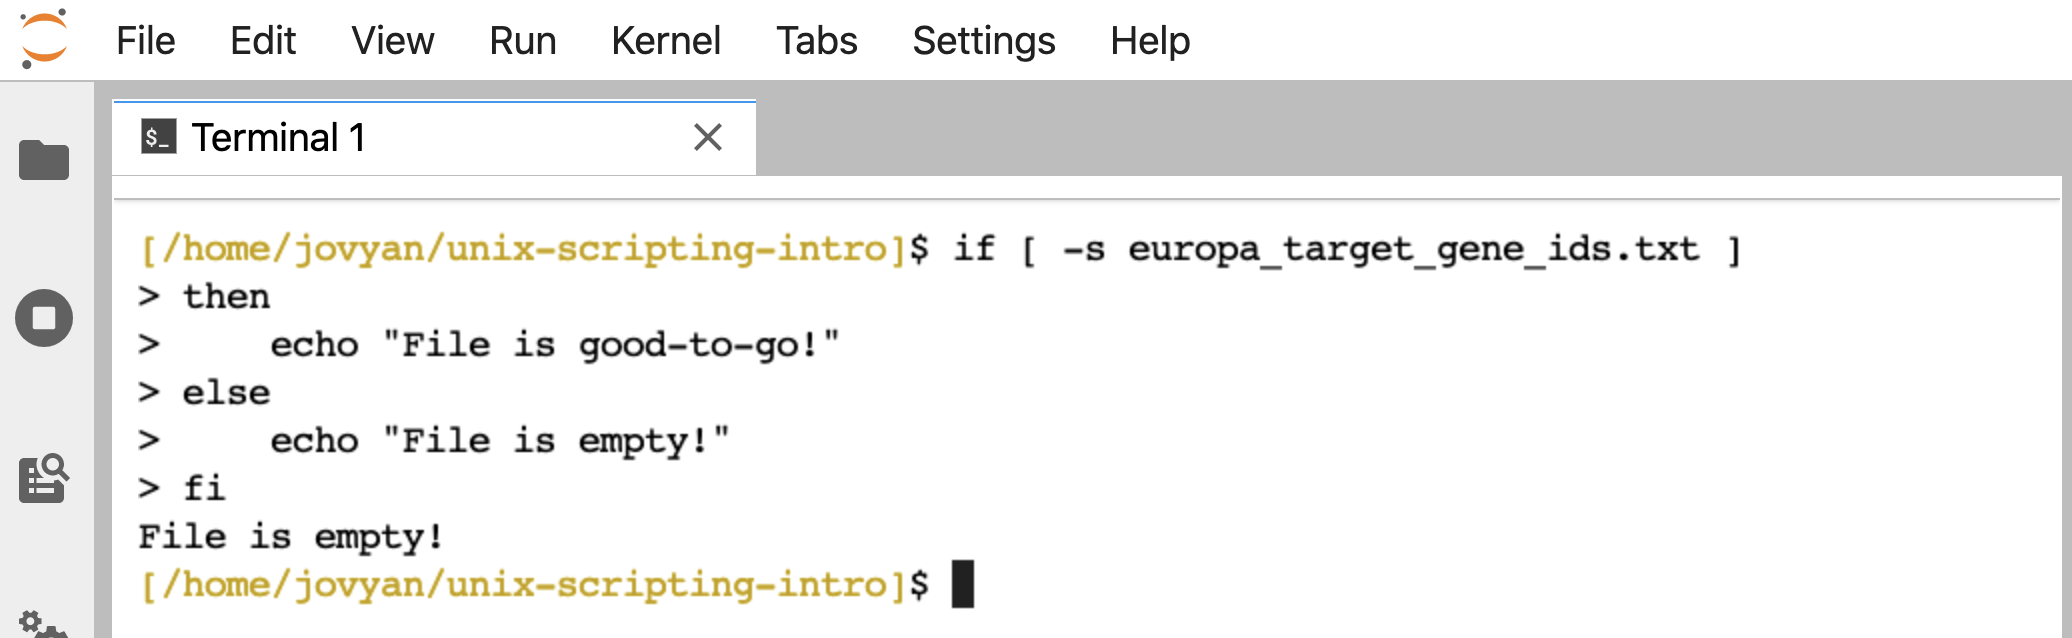 File Edit View Run Kernel Tabs Settings Help
$_ Terminal 1
[/home/jovyan/unix-scripting-intro]$ if [ -s europa_target_gene_ids.txt ]
> then
>     echo "File is good-to-go!"
> else
>     echo "File is empty!"
> fi
File is empty!
[/home/jovyan/unix-scripting-intro]$